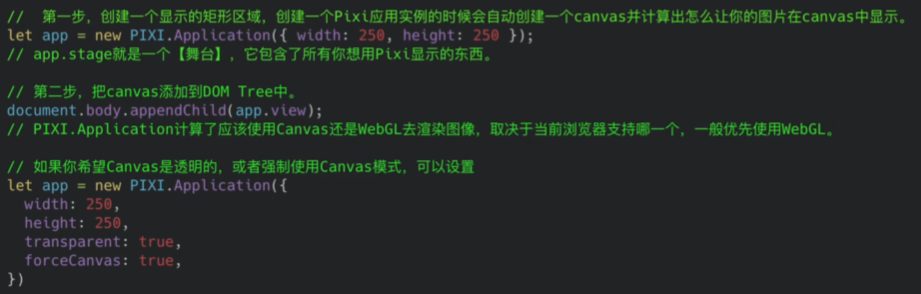 //  第一步，创建一个显示的矩形区域，创建一个Pixi应用实例的时候会自动创建一个canvas并计算出怎么让你的图片在canvas中显示。
let app = new PIXI.Application({ width: 250, height: 250 });
// app.stage就是一个【舞台】，它包含了所有你想用Pixi显示的东西。
// 第二步，把canvas添加到DOM Tree中。
document.body.appendChild(app.view);
// PIXI.Application计算了应该使用Canvas还是WebGL去渲染图像，取决于当前浏览器支持哪一个，一般优先使用WebGL。
// 如果你希望Canvas是透明的，或者强制使用Canvas模式，可以设置
let app = new PIXI.Application({
  width: 250,
  height: 250,
  transparent: true,
  forceCanvas: true,
})